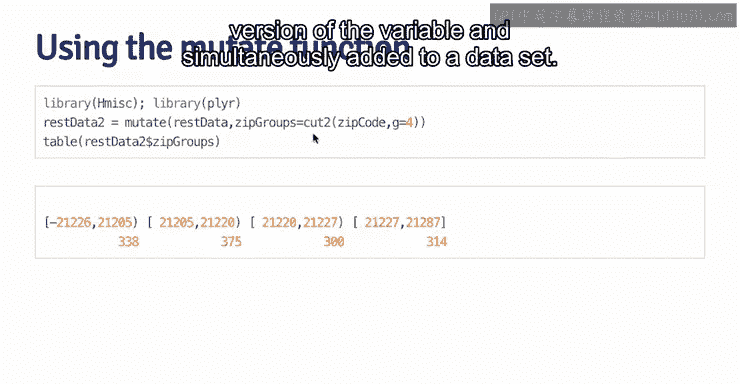 version of the variable and
Using the mutate function
simultaneously added to a data set.
library(Hmisc); library(plyr)
restData2 = mutate(restData,zipGroups=cut2(zipCode,g=4))
table(restData2$zipGroups)
[-21226,21205) [ 21205,21220) [ 21220,21227) [ 21227,21287]
338 375 300 314